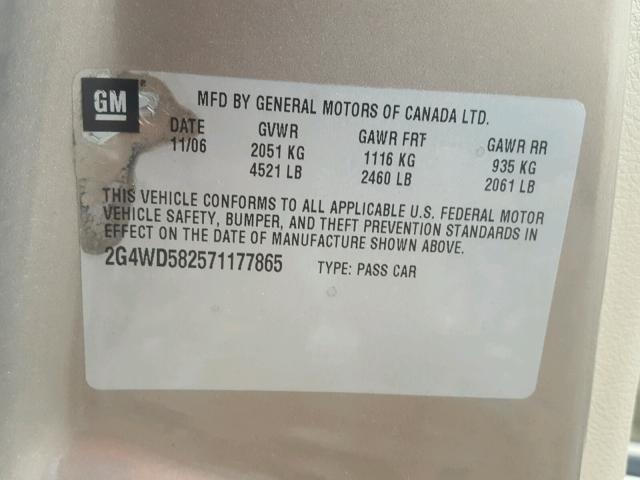 GM
MFD BY GENERAL MOTORS OF CANADA LTD.
DATE GVWR GAWR FRT GAWR RR
11/06 2051 KG 1116 KG 935 KG
4521 LB 2460 LB 2061 LB
THIS VEHICLE CONFORMS TO ALL APPLICABLE U.S. FEDERAL MOTOR
VEHICLE SAFETY, BUMPER, AND THEFT PREVENTION STANDARDS IN
EFFECT ON THE DATE OF MANUFACTURE SHOWN ABOVE.
2G4WD582571177865 TYPE: PASS CAR